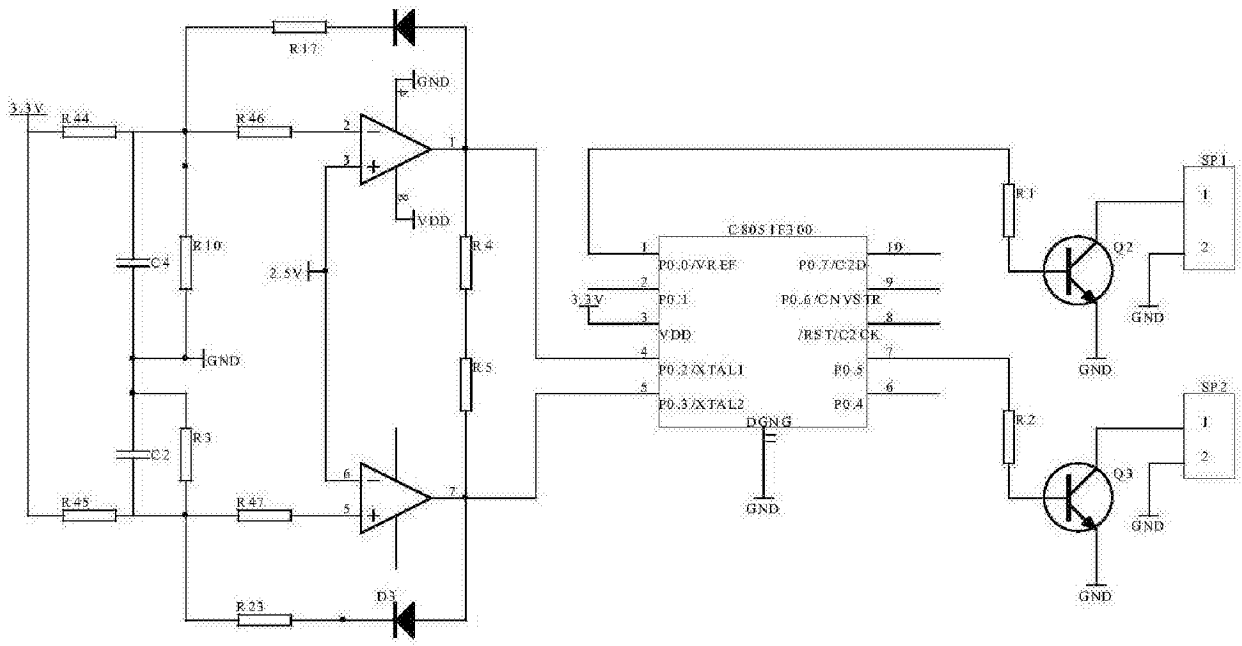 R17
GND
4
3.3V
R44
R46
2
1
3
8
VDD
R10
C4
2.5V
R4
GND
R5
R3
C2
6
7
5
R45
R47
R23
D3
C8051F300
1
P0.0/VREF
P0.7/C2D
10
2
P0.1
P0.6/CNVSTR
9
3.3V
3
VDD
/RST/C2CK
8
4
P0.2/XTAL1
P0.5
7
5
P0.3/XTAL2
P0.4
6
DGNG
11
GND
R1
Q2
SP1
1
2
GND
GND
R2
Q3
SP2
1
2
GND
GND